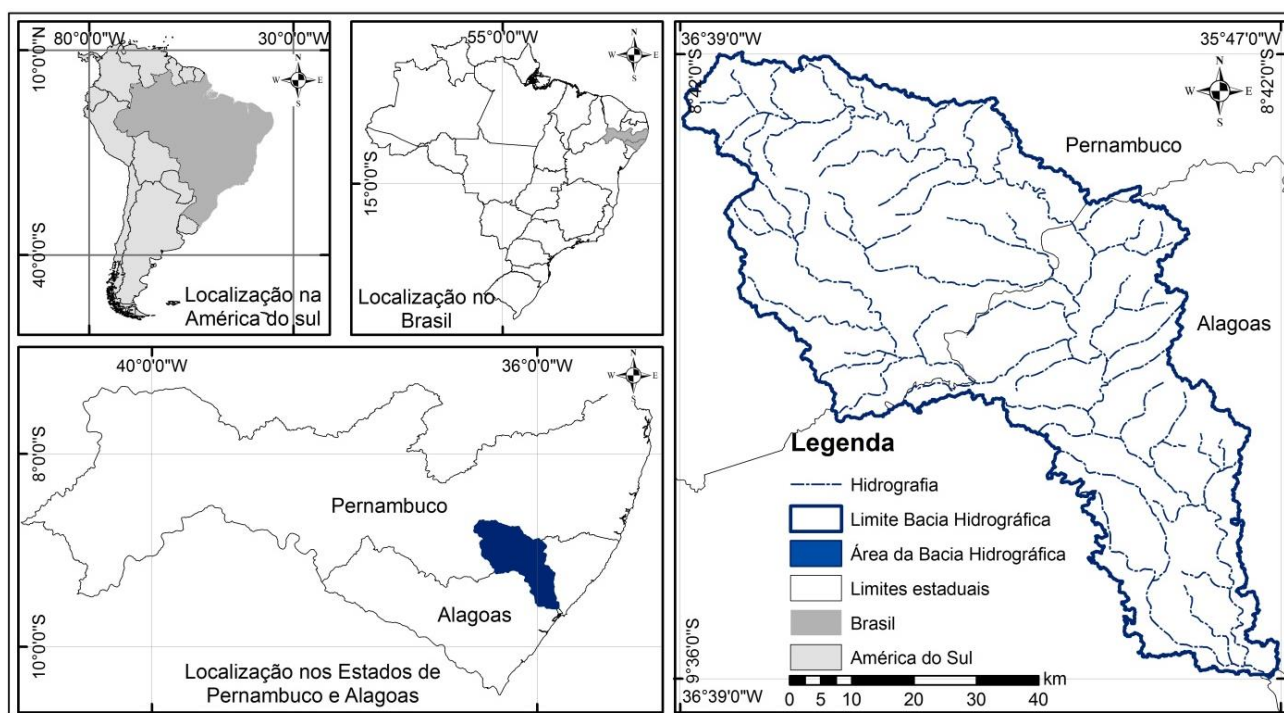 80°0'0"W
30°0'0"W
10°0'0"N
40°0'0"S
N
W
E
S
Localização na
América do sul
55°0'0"W
15°0'0"S
N
W
E
S
Localização no
Brasil
40°0'0"W
36°0'0"W
8°0'0"S
10°0'0"S
N
W
E
S
Pernambuco
Alagoas
Localização nos Estados de
Pernambuco e Alagoas
36°39'0"W
35°47'0"W
8°42'0"S
8°42'0"S
N
W
E
S
Pernambuco
Alagoas
Legenda
Hidrografia
Limite Bacia Hidrográfica
Área da Bacia Hidrográfica
Limites estaduais
Brasil
América do Sul
9°36'0"S
36°39'0"W
km
0 5 10 20 30 40